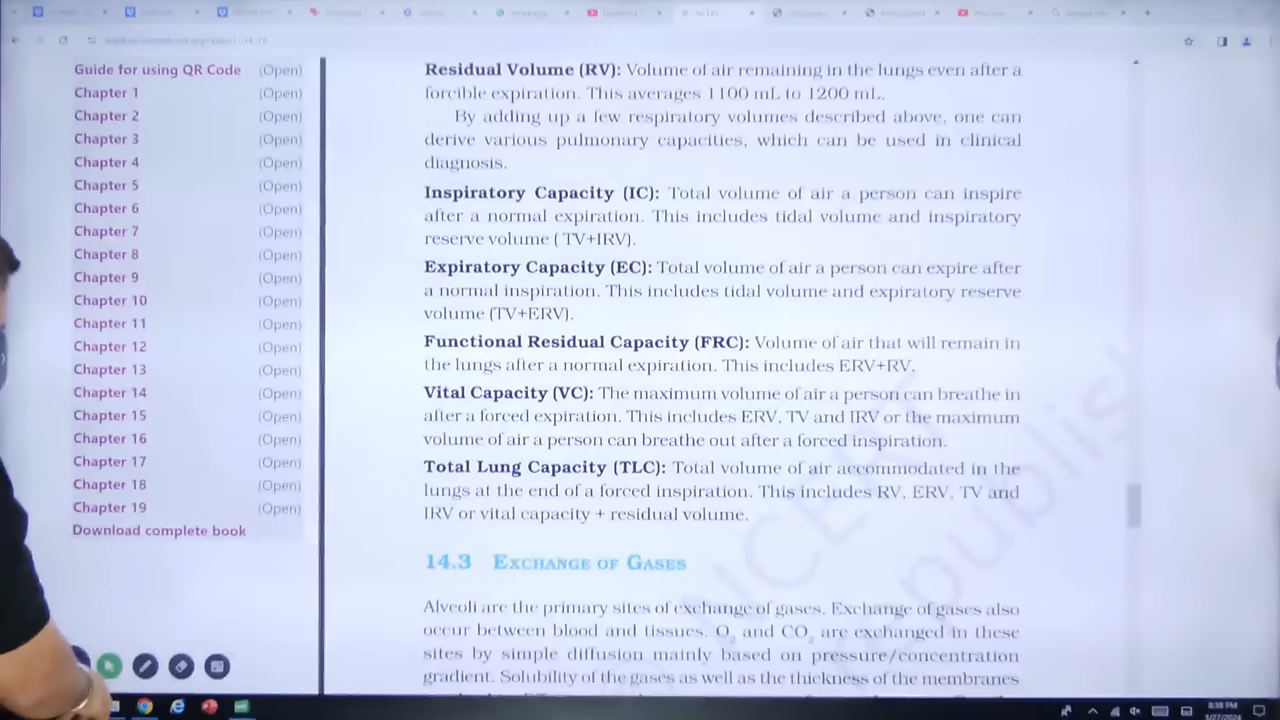 Guide for using QR Code (Open)
Chapter 1 (Open)
Chapter 2 (Open)
Chapter 3 (Open)
Chapter 4 (Open)
Chapter 5 (Open)
Chapter 6 (Open)
Chapter 7 (Open)
Chapter 8 (Open)
Chapter 9 (Open)
Chapter 10 (Open)
Chapter 11 (Open)
Chapter 12 (Open)
Chapter 13 (Open)
Chapter 14 (Open)
Chapter 15 (Open)
Chapter 16 (Open)
Chapter 17 (Open)
Chapter 18 (Open)
Chapter 19 (Open)
Download complete book
Residual Volume (RV): Volume of air remaining in the lungs even after a
forcible expiration. This averages 1100 mL to 1200 mL.
By adding up a few respiratory volumes described above, one can
derive various pulmonary capacities, which can be used in clinical
diagnosis.
Inspiratory Capacity (IC): Total volume of air a person can inspire
after a normal expiration. This includes tidal volume and inspiratory
reserve volume ( TV+IRV).
Expiratory Capacity (EC): Total volume of air a person can expire after
a normal inspiration. This includes tidal volume and expiratory reserve
volume (TV+ERV).
Functional Residual Capacity (FRC): Volume of air that will remain in
the lungs after a normal expiration. This includes ERV+RV.
Vital Capacity (VC): The maximum volume of air a person can breathe in
after a forced expiration. This includes ERV, TV and IRV or the maximum
volume of air a person can breathe out after a forced inspiration.
Total Lung Capacity (TLC): Total volume of air accommodated in the
lungs at the end of a forced inspiration. This includes RV, ERV, TV and
IRV or vital capacity + residual volume.
14.3 EXCHANGE OF GASES
Alveoli are the primary sites of exchange of gases. Exchange of gases also
occur between blood and tissues. O₂ and CO₂ are exchanged in these
sites by simple diffusion mainly based on pressure/concentration
gradient. Solubility of the gases as well as the thickness of the membranes
NCERT
publis
8:38 PM